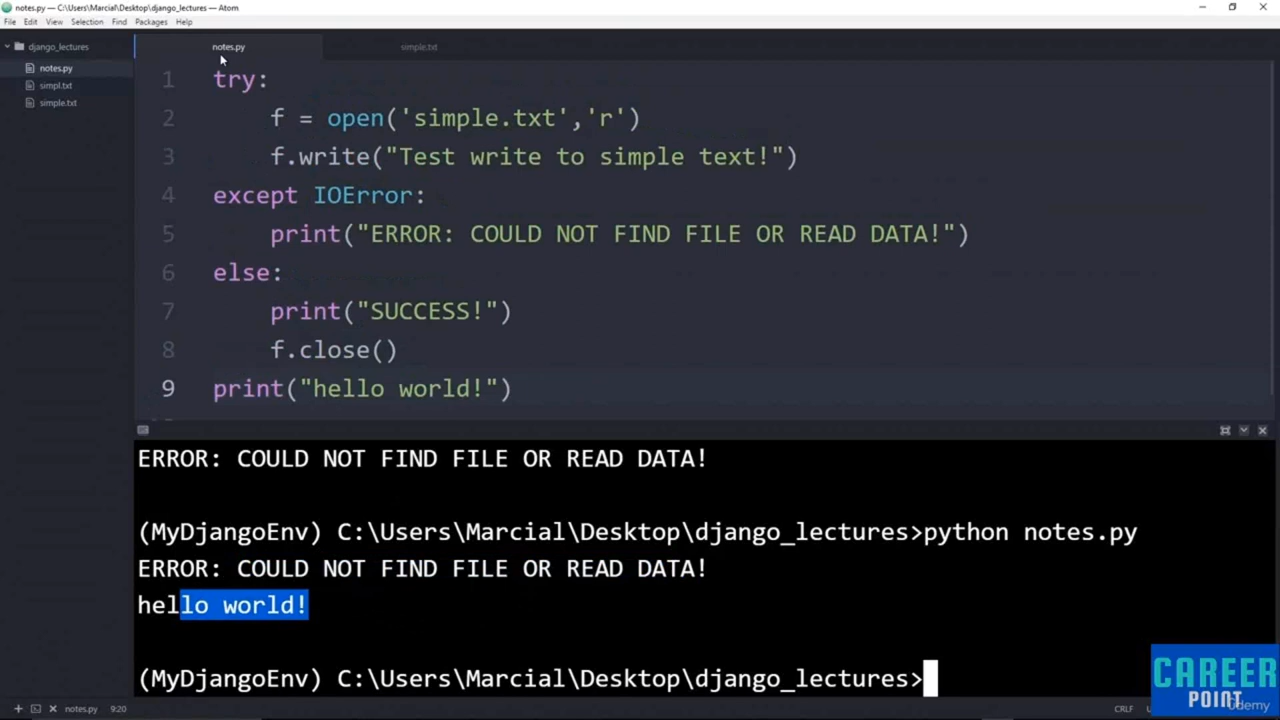 notes.py — C:\Users\Marcial\Desktop\django_lectures — Atom
File Edit View Selection Find Packages Help
django_lectures
notes.py
simpl.txt
simple.txt
notes.py simple.txt
1 try:
2 f = open('simple.txt','r')
3 f.write("Test write to simple text!")
4 except IOError:
5 print("ERROR: COULD NOT FIND FILE OR READ DATA!")
6 else:
7 print("SUCCESS!")
8 f.close()
9 print("hello world!")
ERROR: COULD NOT FIND FILE OR READ DATA!
(MyDjangoEnv) C:\Users\Marcial\Desktop\django_lectures>python notes.py
ERROR: COULD NOT FIND FILE OR READ DATA!
hello world!
(MyDjangoEnv) C:\Users\Marcial\Desktop\django_lectures>
notes.py 9:20 CRLF
CAREER
POINT
Udemy